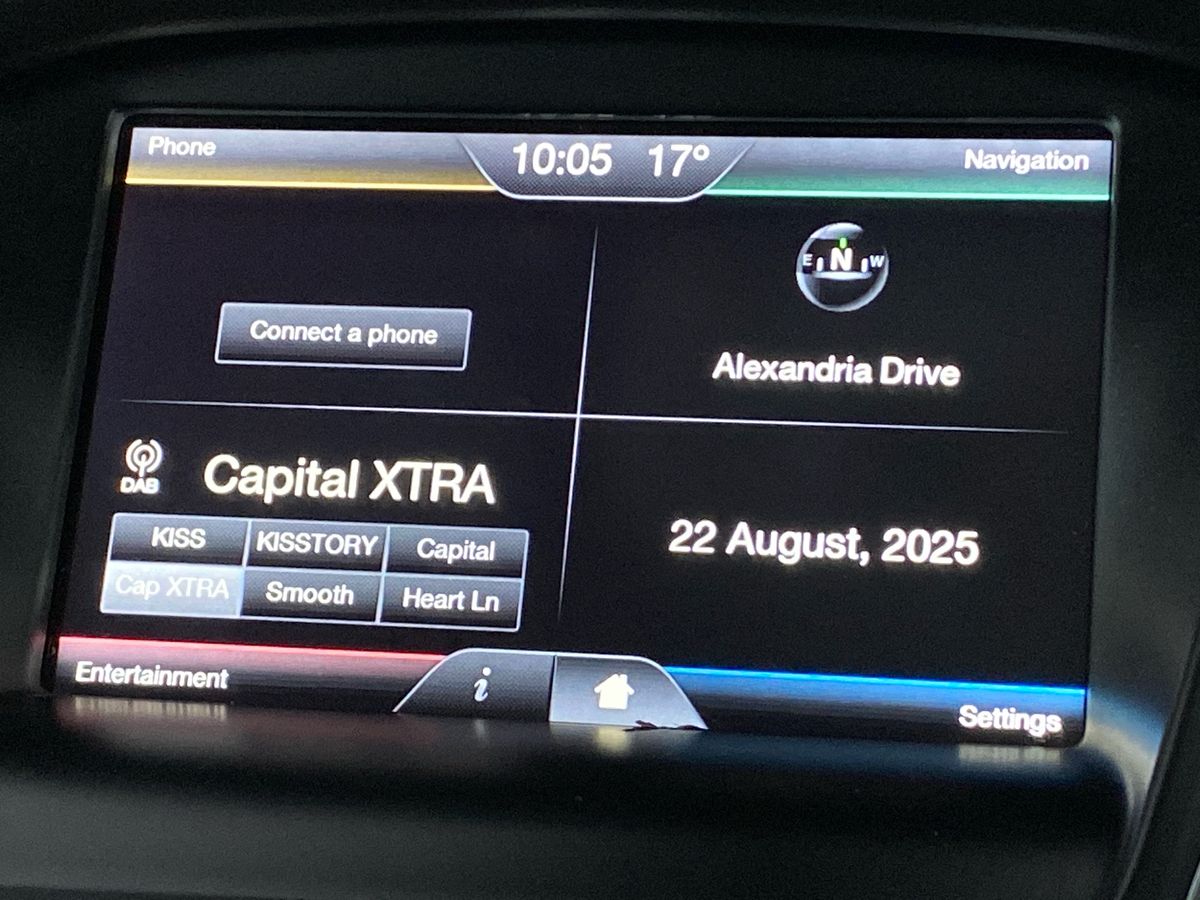 Phone
10:05 17°
Navigation
E N W
Connect a phone
Alexandria Drive
DAB
Capital XTRA
KISS KISSTORY Capital
Cap XTRA Smooth Heart Ln
22 August, 2025
Entertainment
i
Settings